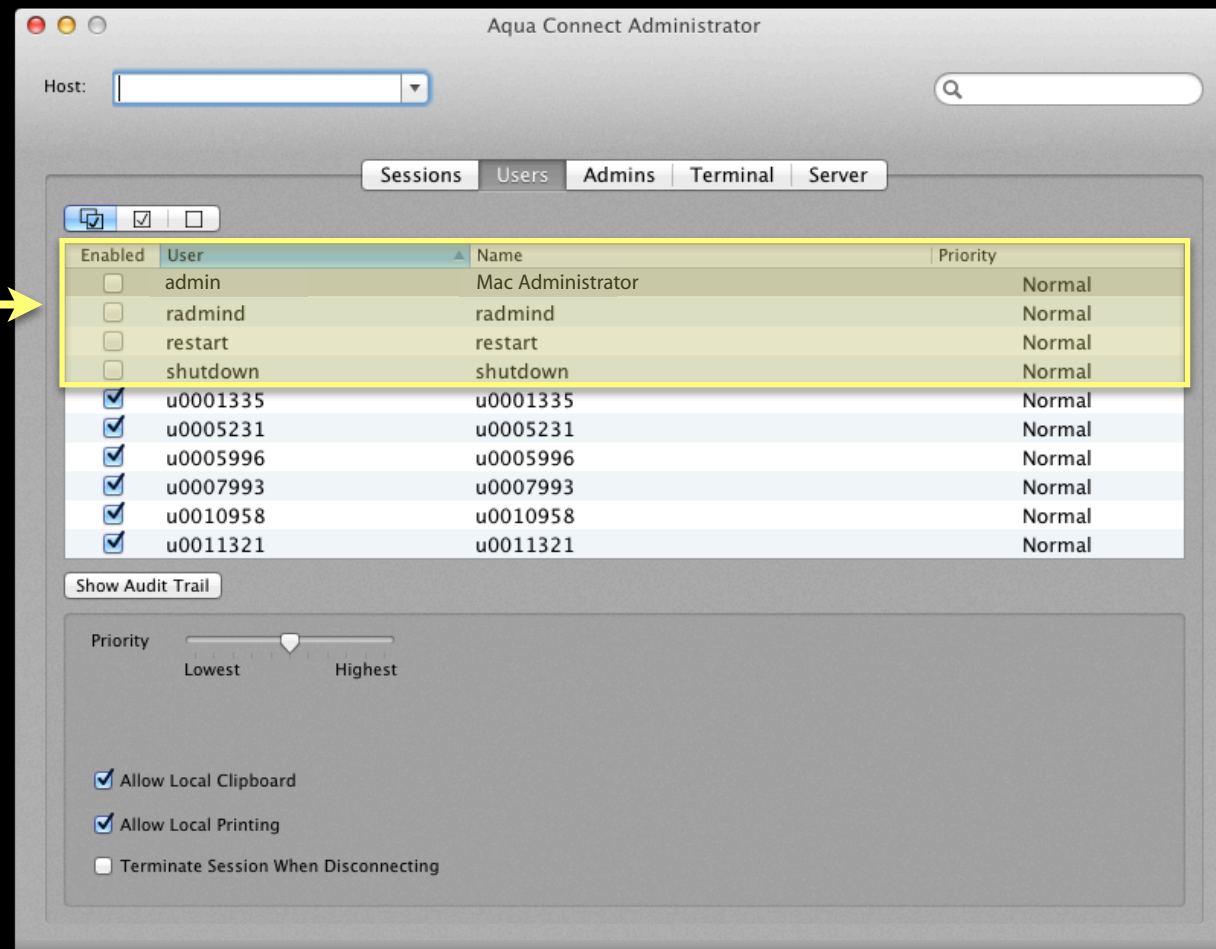 Aqua Connect Administrator
Host:
Sessions Users Admins Terminal Server
Enabled User Name Priority
admin Mac Administrator Normal
radmind radmind Normal
restart restart Normal
shutdown shutdown Normal
u0001335 u0001335 Normal
u0005231 u0005231 Normal
u0005996 u0005996 Normal
u0007993 u0007993 Normal
u0010958 u0010958 Normal
u0011321 u0011321 Normal
Show Audit Trail
Priority
Lowest Highest
Allow Local Clipboard
Allow Local Printing
Terminate Session When Disconnecting